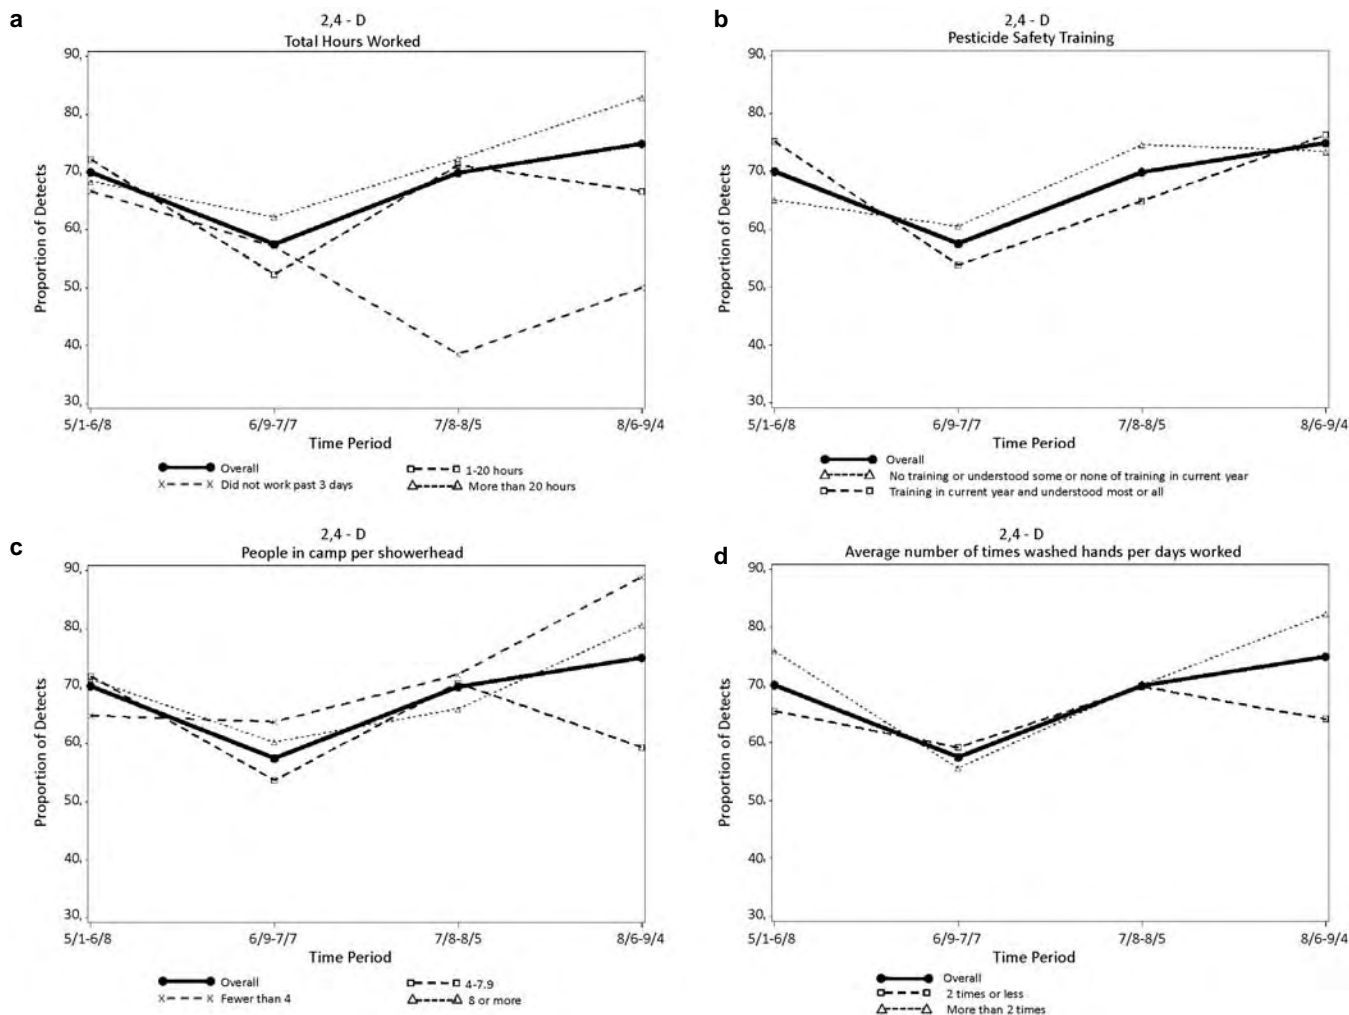 a
2,4 - D
Total Hours Worked
90,
80,
70,
60,
50,
40,
30,
Proportion of Detects
5/1-6/8
6/9-7/7
7/8-8/5
8/6-9/4
Time Period
Overall
1-20 hours
Did not work past 3 days
More than 20 hours
b
2,4 - D
Pesticide Safety Training
90,
80,
70,
60,
50,
40,
30,
Proportion of Detects
5/1-6/8
6/9-7/7
7/8-8/5
8/6-9/4
Time Period
Overall
No training or understood some or none of training in current year
Training in current year and understood most or all
c
2,4 - D
People in camp per showerhead
90,
80,
70,
60,
50,
40,
30,
Proportion of Detects
5/1-6/8
6/9-7/7
7/8-8/5
8/6-9/4
Time Period
Overall
4-7.9
Fewer than 4
8 or more
d
2,4 - D
Average number of times washed hands per days worked
90,
80,
70,
60,
50,
40,
30,
Proportion of Detects
5/1-6/8
6/9-7/7
7/8-8/5
8/6-9/4
Time Period
Overall
2 times or less
More than 2 times